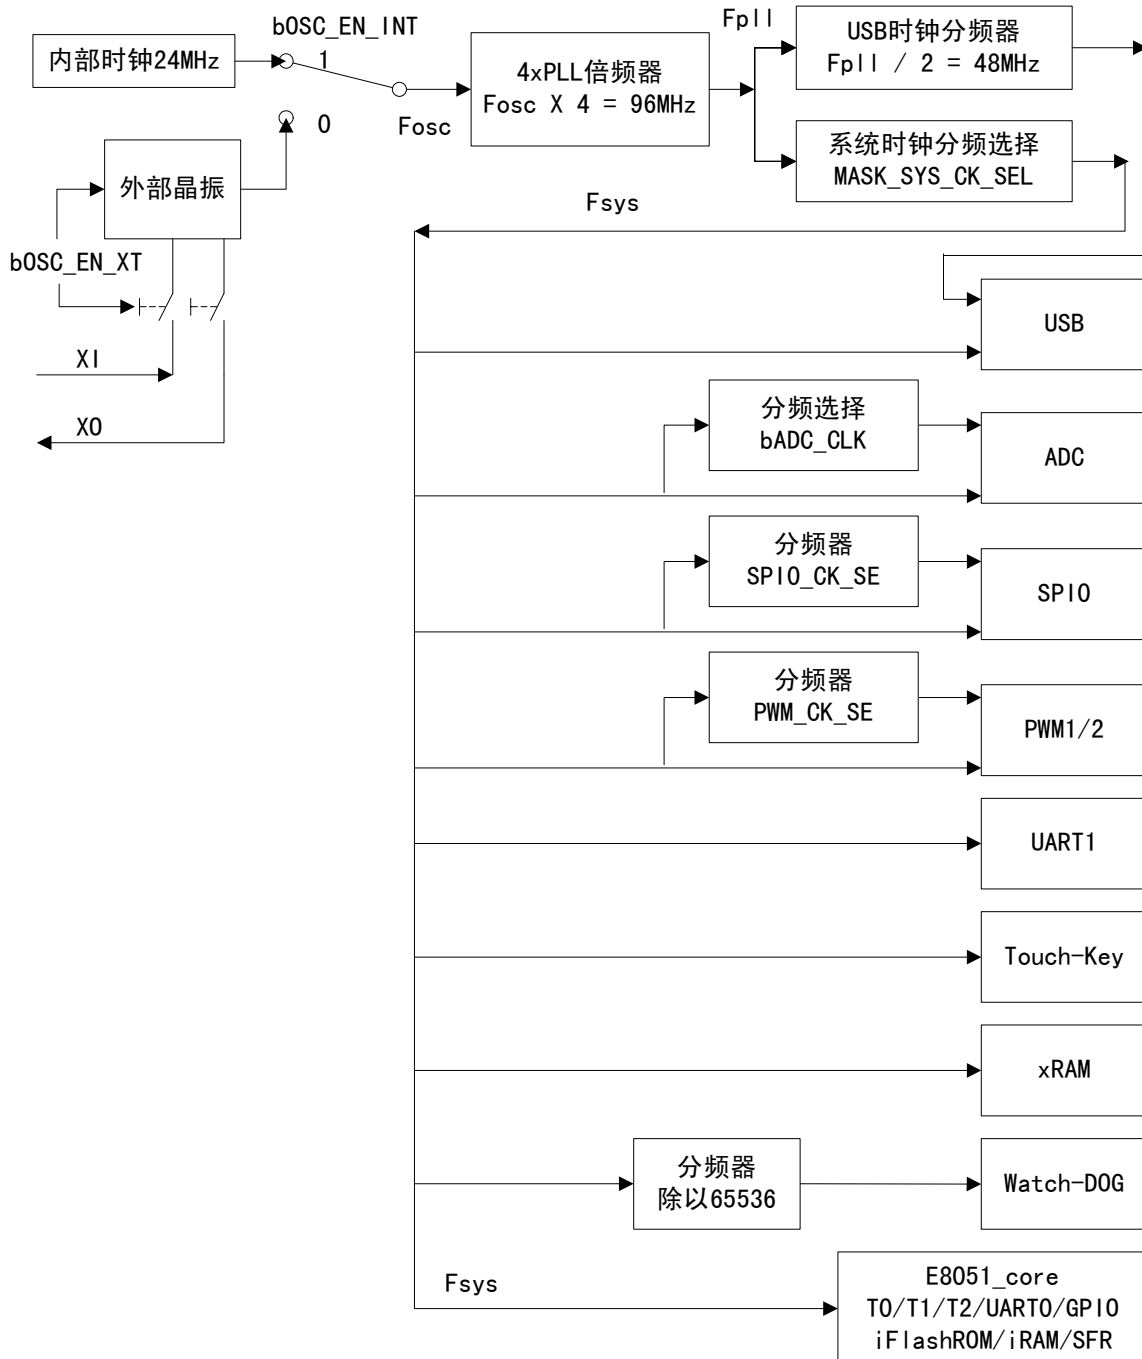 bOSC_EN_INT
内部时钟24MHz
1
0
Fosc
4xPLL倍频器
Fosc X 4 = 96MHz
Fpll
USB时钟分频器
Fpll / 2 = 48MHz
系统时钟分频选择
MASK_SYS_CK_SEL
外部晶振
bOSC_EN_XT
XI
XO
Fsys
USB
分频选择
bADC_CLK
ADC
分频器
SPI0_CK_SE
SPI0
分频器
PWM_CK_SE
PWM1/2
UART1
Touch-Key
xRAM
分频器
除以65536
Watch-DOG
Fsys
E8051_core
T0/T1/T2/UART0/GPIO
iFlashROM/iRAM/SFR